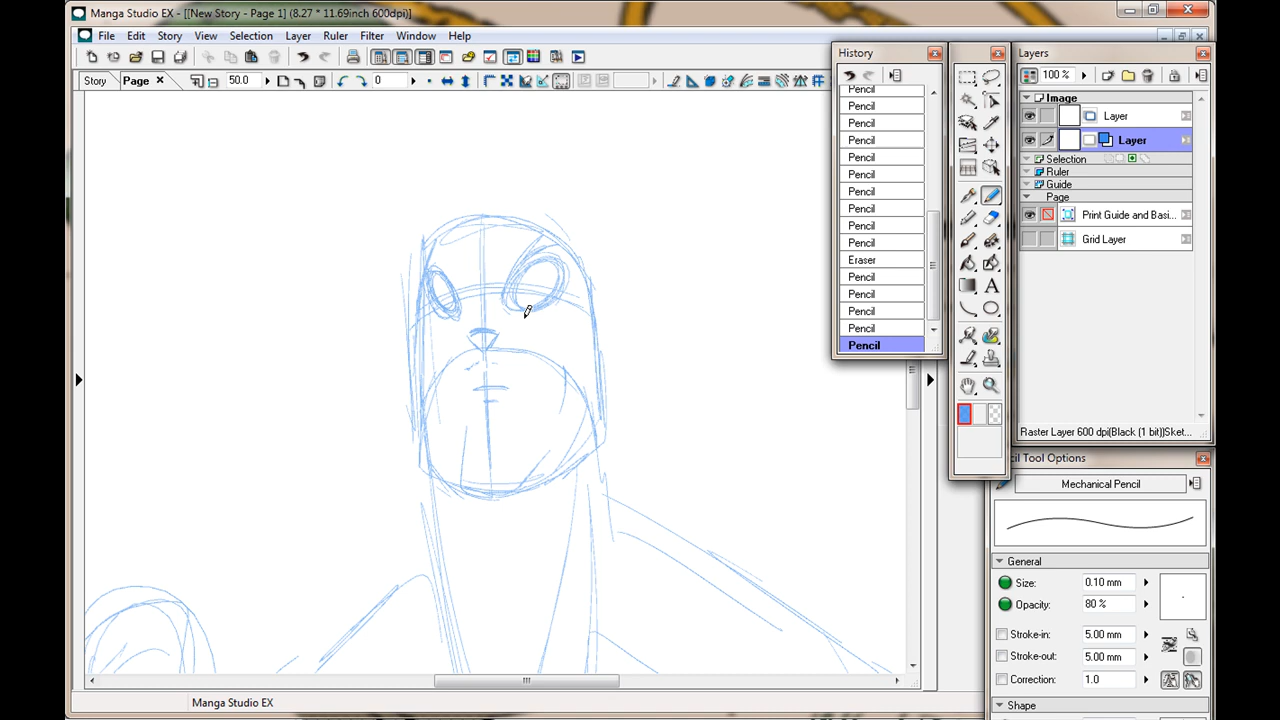 Manga Studio EX - [[New Story - Page 1] (8.27 * 11.69inch 600dpi)]
File Edit Story View Selection Layer Ruler Filter Window Help
50.0
0
Story Page
History
Pencil
Pencil
Pencil
Pencil
Pencil
Pencil
Pencil
Pencil
Pencil
Pencil
Eraser
Pencil
Pencil
Pencil
Pencil
Pencil
Layers
100 %
Image
Layer
Layer
Selection
Ruler
Guide
Page
Print Guide and Basi...
Grid Layer
Raster Layer 600 dpi(Black (1 bit))Sket...
cil Tool Options
Mechanical Pencil
General
Size: 0.10 mm
Opacity: 80 %
Stroke-in: 5.00 mm
Stroke-out: 5.00 mm
Correction: 1.0
Shape
Manga Studio EX